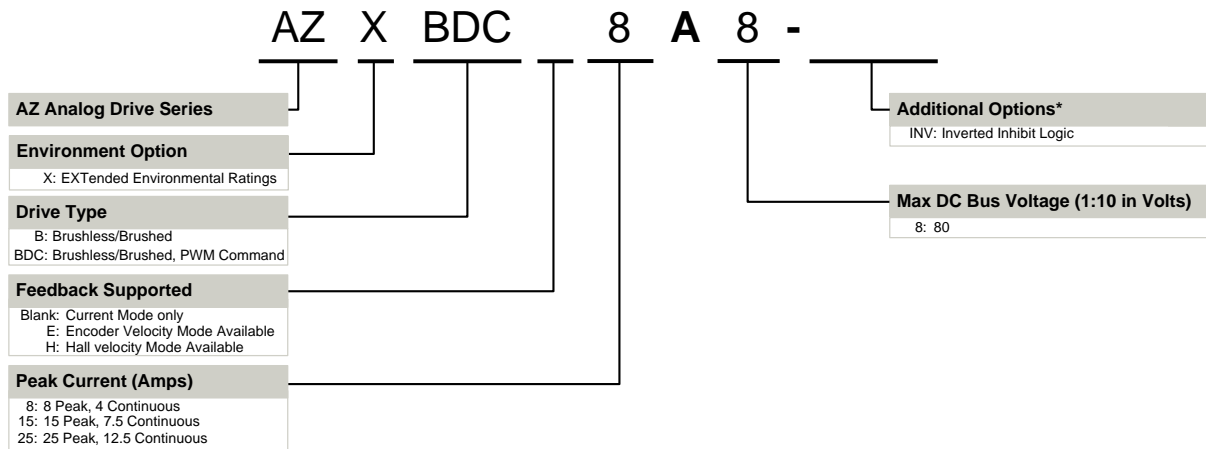 AZ X BDC 8 A 8 -
AZ Analog Drive Series
Environment Option
X: EXTended Environmental Ratings
Drive Type
B: Brushless/Brushed
BDC: Brushless/Brushed, PWM Command
Feedback Supported
Blank: Current Mode only
E: Encoder Velocity Mode Available
H: Hall velocity Mode Available
Peak Current (Amps)
8: 8 Peak, 4 Continuous
15: 15 Peak, 7.5 Continuous
25: 25 Peak, 12.5 Continuous
Additional Options*
INV: Inverted Inhibit Logic
Max DC Bus Voltage (1:10 in Volts)
8: 80